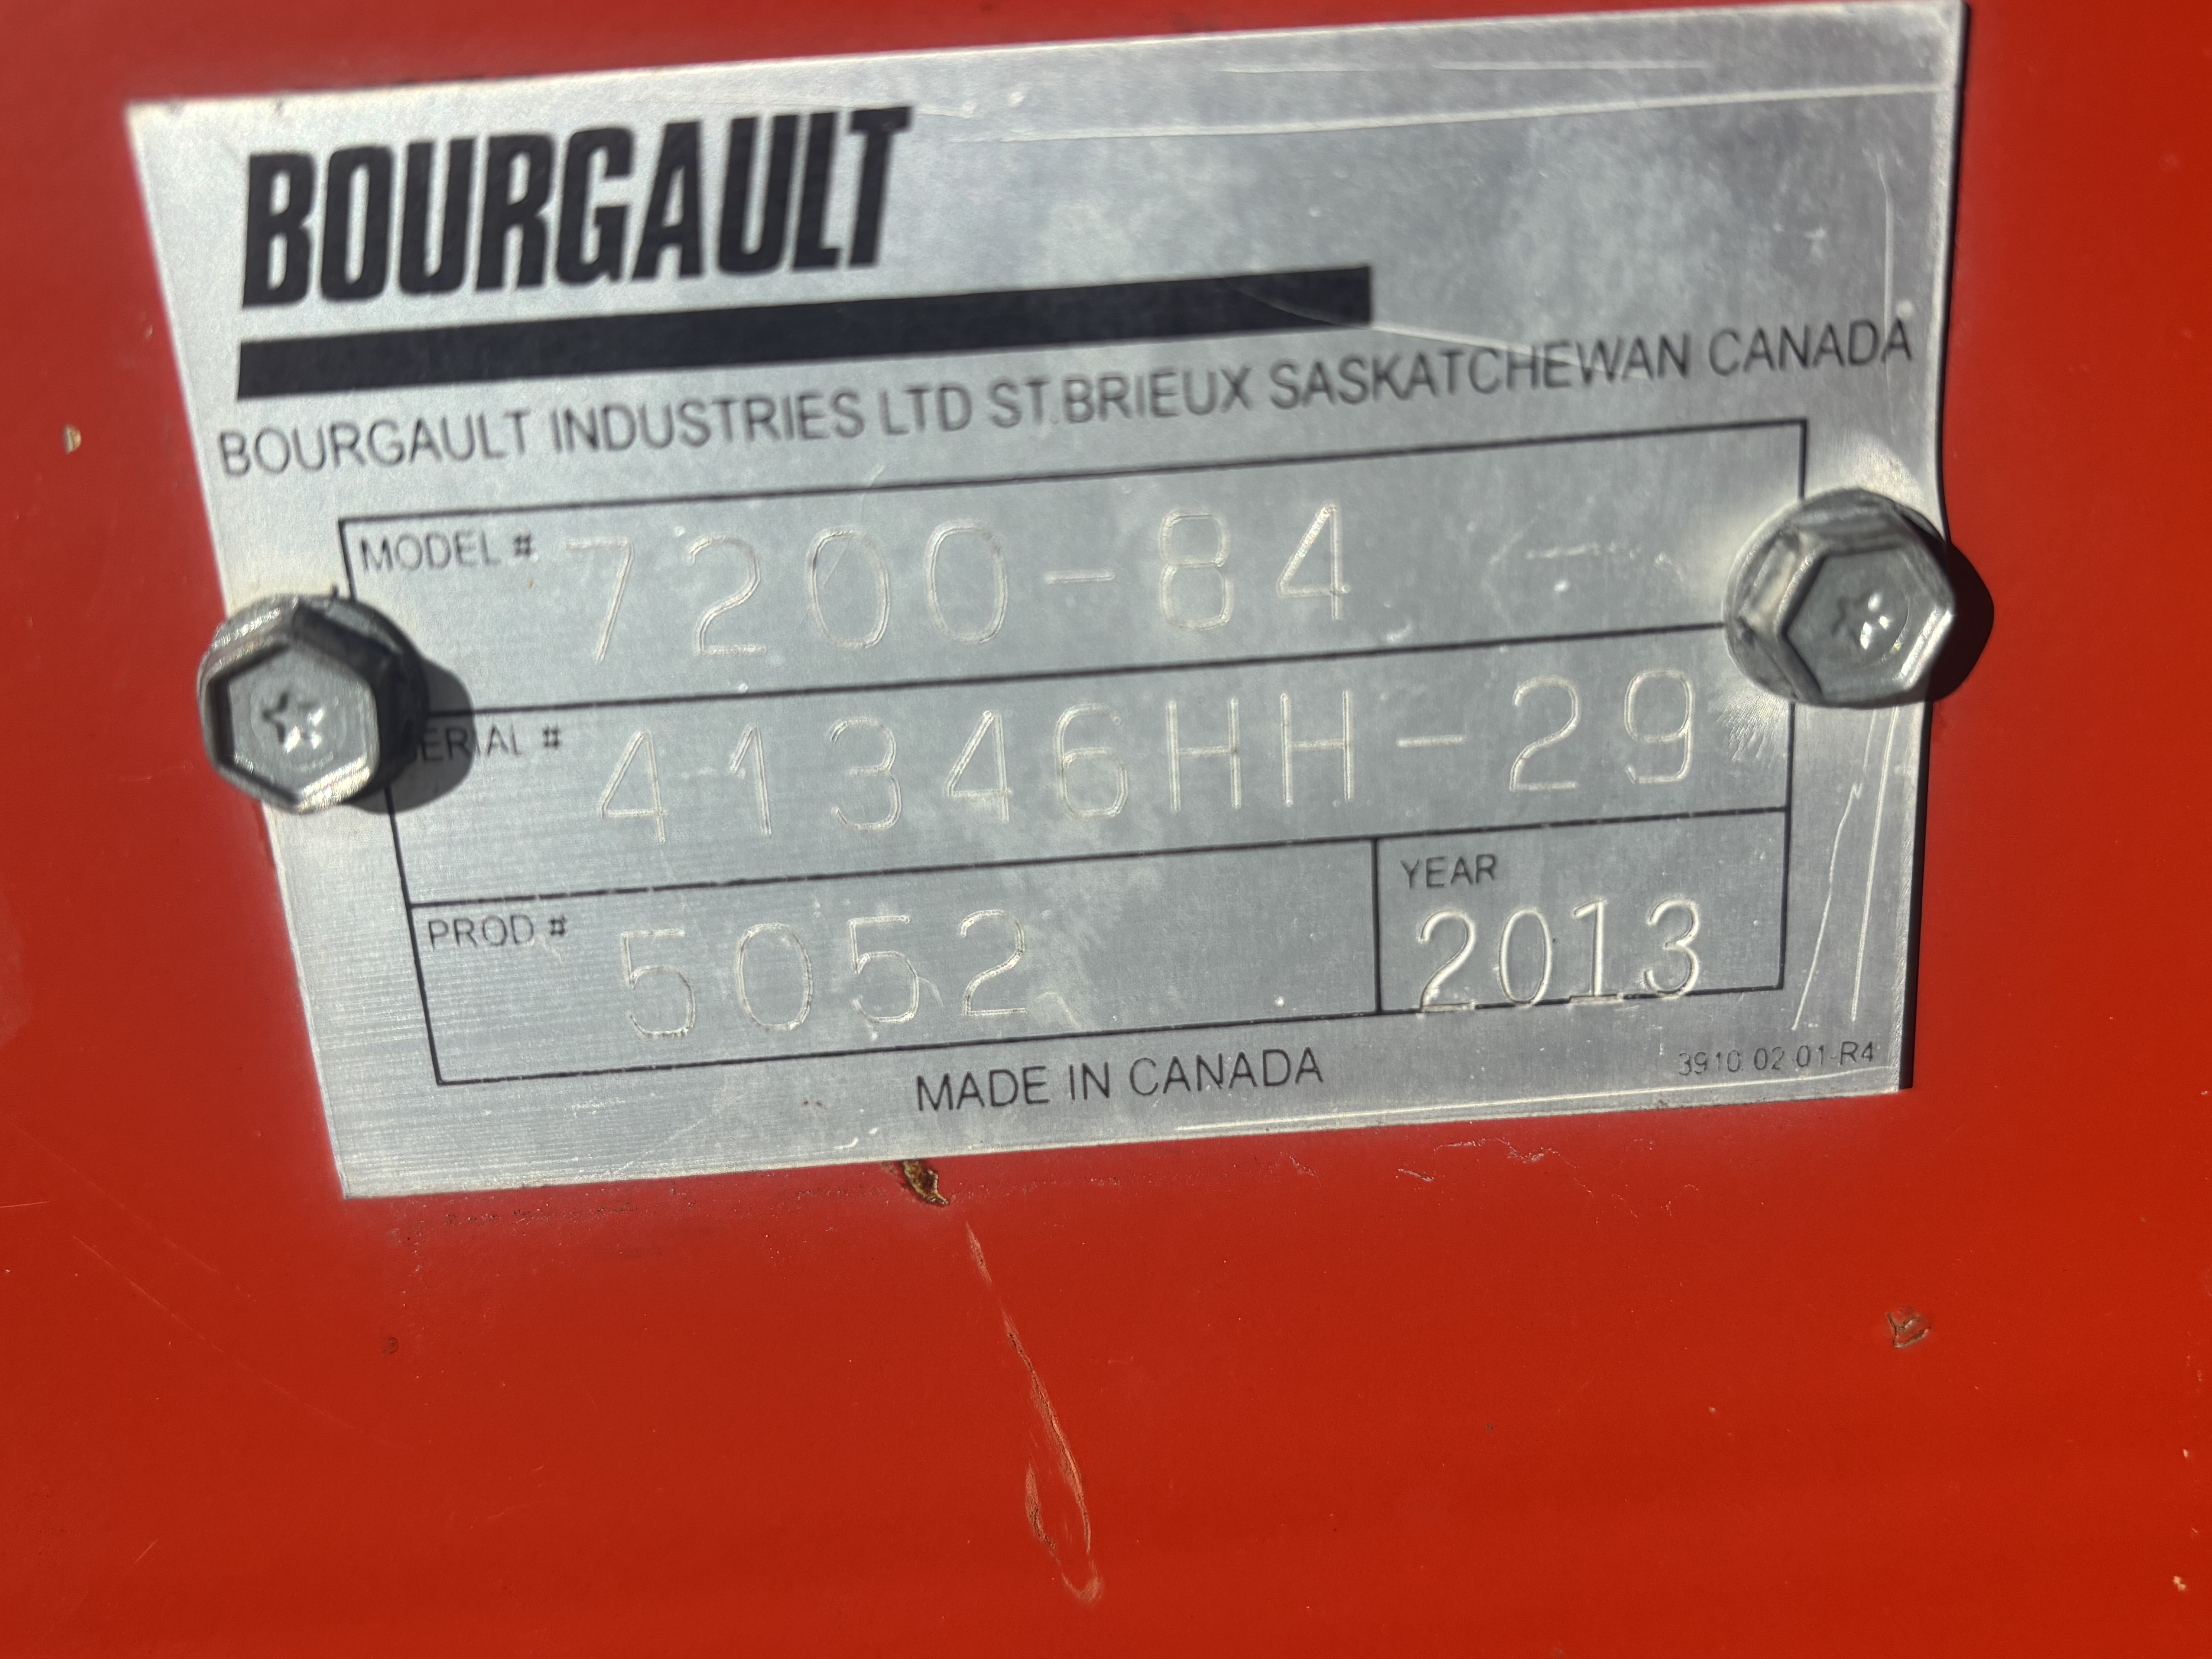 BOURGAULT
BOURGAULT INDUSTRIES LTD ST.BRIEUX SASKATCHEWAN CANADA
MODEL # 7200-84
SERIAL # 41346HH-29
PROD # 5052
YEAR 2013
MADE IN CANADA
3910 02 01-R4